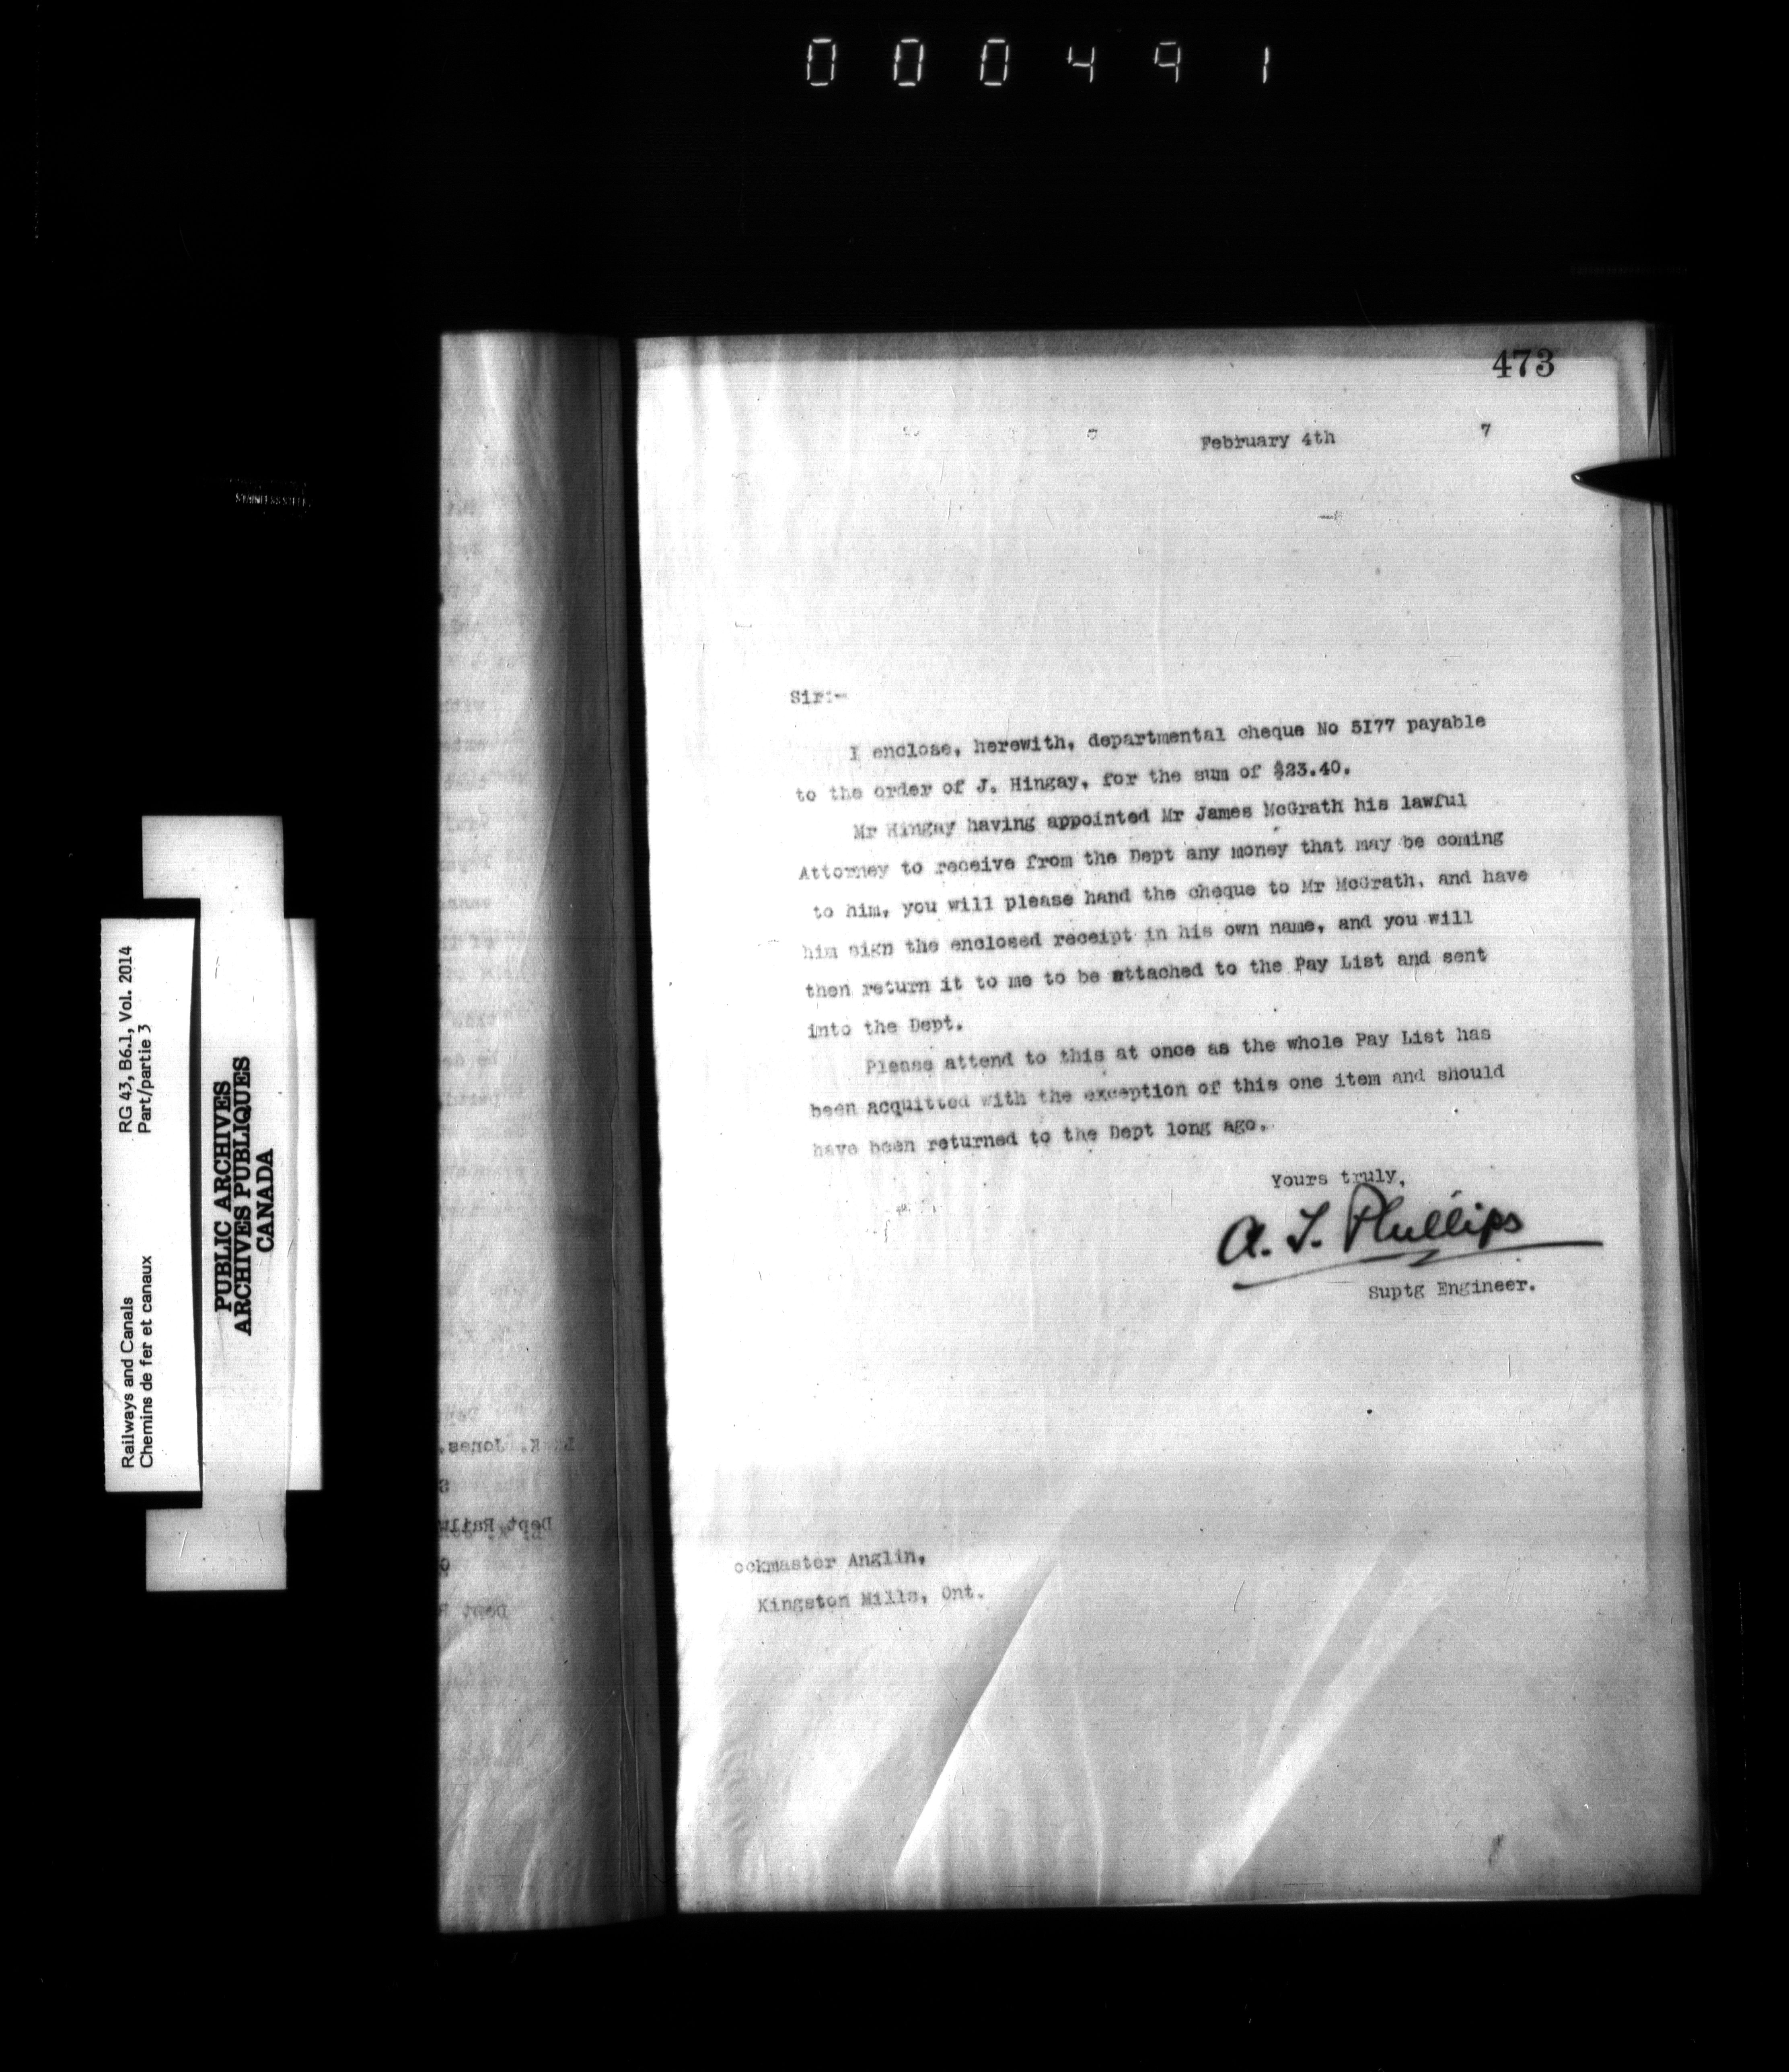 000491
473
February 4th 7
Sir:-
I enclose, herewith, departmental cheque No 5I77 payable
to the order of J. Hingay, for the sum of $23.40.
Mr Hingay having appointed Mr James McGrath his lawful
Attorney to receive from the Dept any money that may be coming
to him, you will please hand the cheque to Mr McGrath, and have
him sign the enclosed receipt in his own name, and you will
then return it to me to be attached to the Pay List and sent
into the Dept.
Please attend to this at once as the whole Pay List has
been acquitted with the exception of this one item and should
have been returned to the Dept long ago.
Yours truly,
A. T. Phillips
Suptg Engineer.
ockmaster Anglin,
Kingston Mills, Ont.
Railways and Canals RG 43, B6.1, Vol. 2014
Chemins de fer et canaux Part/partie 3
PUBLIC ARCHIVES
ARCHIVES PUBLIQUES
CANADA
STAINLESS STEEL
K. Jones.
Dept
Dept